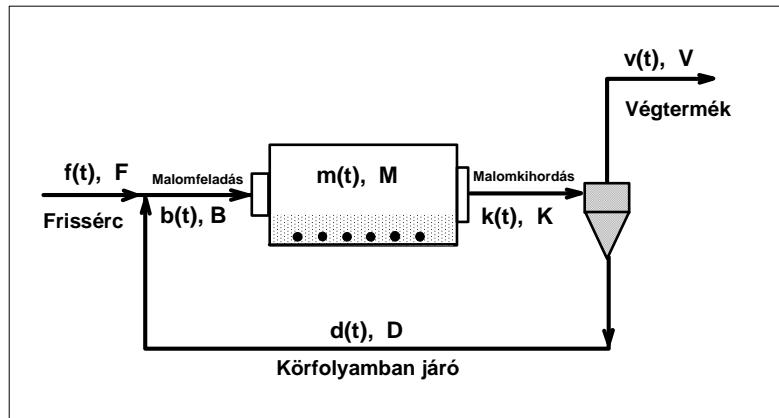 v(t), V
Végtermék
f(t), F
Malomfeladás
m(t), M
Malomkihordás
Frissérc
b(t), B
k(t), K
d(t), D
Körfolyamban járó